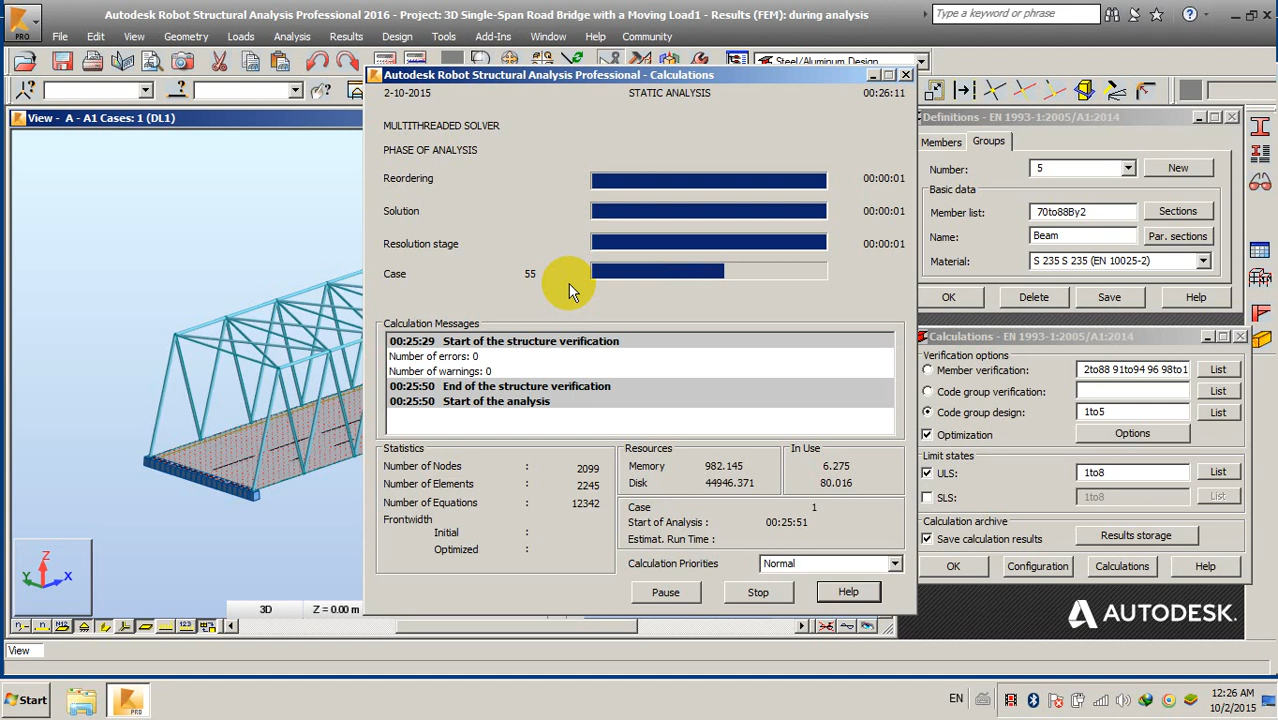 Autodesk Robot Structural Analysis Professional 2016 - Project: 3D Single-Span Road Bridge with a Moving Load1 - Results (FEM): during analysis
Type a keyword or phrase
PRO
File Edit View Geometry Loads Analysis Results Tools Design Add-Ins Window Help Community
Steel/Aluminum Design
View - A - A1 Cases: 1 (DL1)
Autodesk Robot Structural Analysis Professional - Calculations
2-10-2015 STATIC ANALYSIS 00:26:11
MULTITHREADED SOLVER
PHASE OF ANALYSIS
Reordering 00:00:01
Solution 00:00:01
Resolution stage 00:00:01
Case 55
Calculation Messages
00:25:29 Start of the structure verification
Number of errors: 0
Number of warnings: 0
00:25:50 End of the structure verification
00:25:50 Start of the analysis
Statistics
Number of Nodes : 2099
Number of Elements : 2245
Number of Equations : 12342
Frontwidth
Initial :
Optimized :
Resources In Use
Memory 982.145 6.275
Disk 44946.371 80.016
Case 1
Start of Analysis : 00:25:51
Estimat. Run Time :
Calculation Priorities Normal
Pause Stop Help
Definitions - EN 1993-1:2005/A1:2014
Members Groups
Number: 5 New
Basic data
Member list: 70to88By2 Sections
Name: Beam Par. sections
Material: S 235 S 235 (EN 10025-2)
OK Delete Save Help
Calculations - EN 1993-1:2005/A1:2014
Verification options
Member verification: 2to88 91to94 96 98to1 List
Code group verification: List
Code group design: 1to5 List
Optimization Options
Limit states
ULS: 1to8 List
SLS: 1to8 List
Calculation archive
Save calculation results Results storage
OK Configuration Calculations Help
AUTODESK.
Z
Y X
3D Z = 0.00 m
View
Start
PRO
EN
12:26 AM
10/2/2015